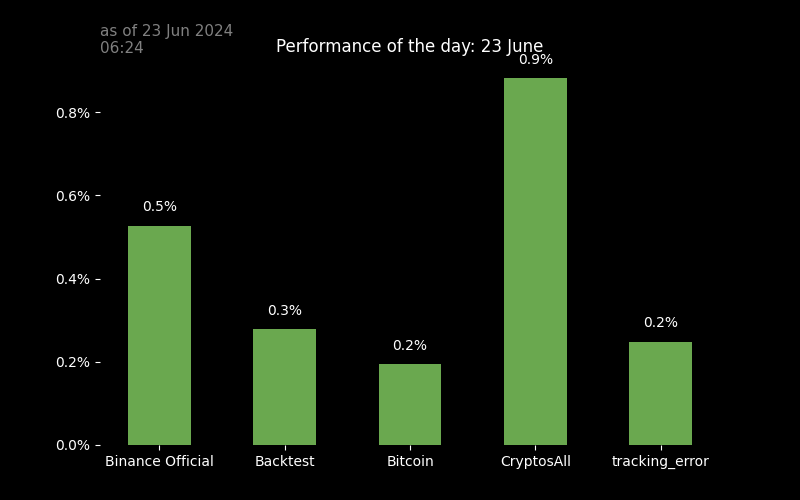 as of 23 Jun 2024
06:24
Performance of the day: 23 June
0.9%
0.8%
0.6%
0.5%
0.4%
0.3%
0.2%
0.2%
0.2%
0.0%
Binance Official
Backtest
Bitcoin
CryptosAll
tracking_error